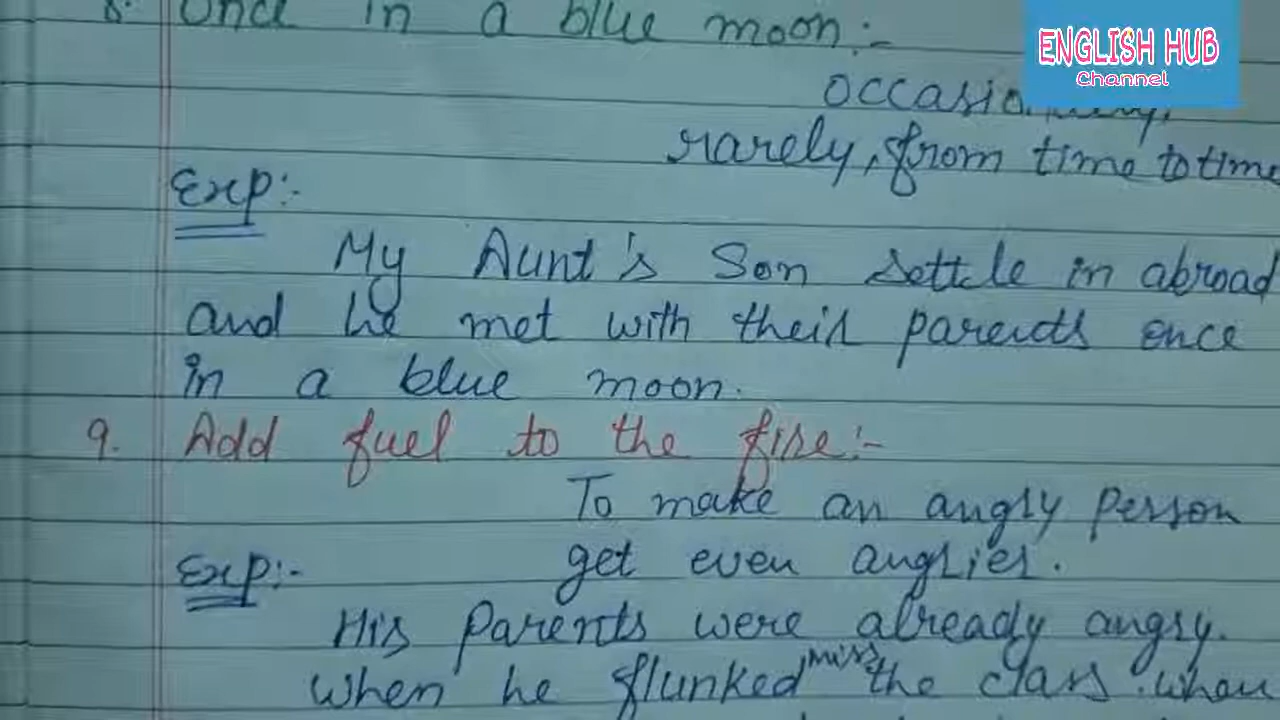 8. Once in a blue moon:-
ENGLISH HUB
Channel
occasionally,
rarely, from time to time
Exp:-
My Aunt's Son settle in abroad
and he met with their parents once
in a blue moon.
9. Add fuel to the fire:-
To make an angry person
get even angrier.
Exp:-
His parents were already angry.
miss
When he flunked the class. when